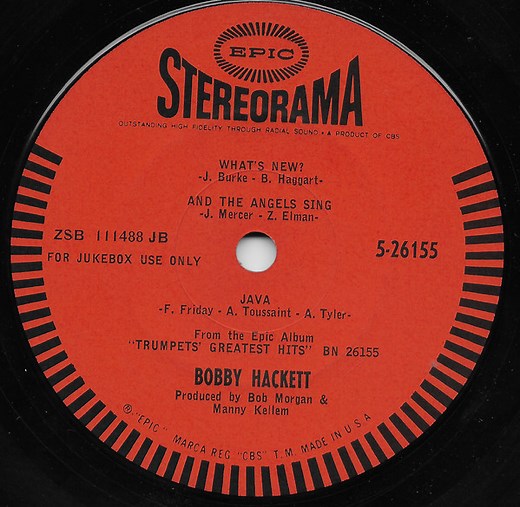 EPIC
STEREORAMA
OUTSTANDING HIGH FIDELITY THROUGH RADIAL SOUND • A PRODUCT OF CBS
WHAT'S NEW?
-J. Burke - B. Haggart-
AND THE ANGELS SING
-J. Mercer - Z. Elman-
ZSB 111488 JB
5-26155
FOR JUKEBOX USE ONLY
JAVA
-F. Friday - A. Toussaint - A. Tyler-
From the Epic Album
"TRUMPETS' GREATEST HITS" BN 26155
BOBBY HACKETT
Produced by Bob Morgan &
Manny Kellem
Ⓟ "EPIC" MARCA REG "CBS" T.M. MADE IN U S A